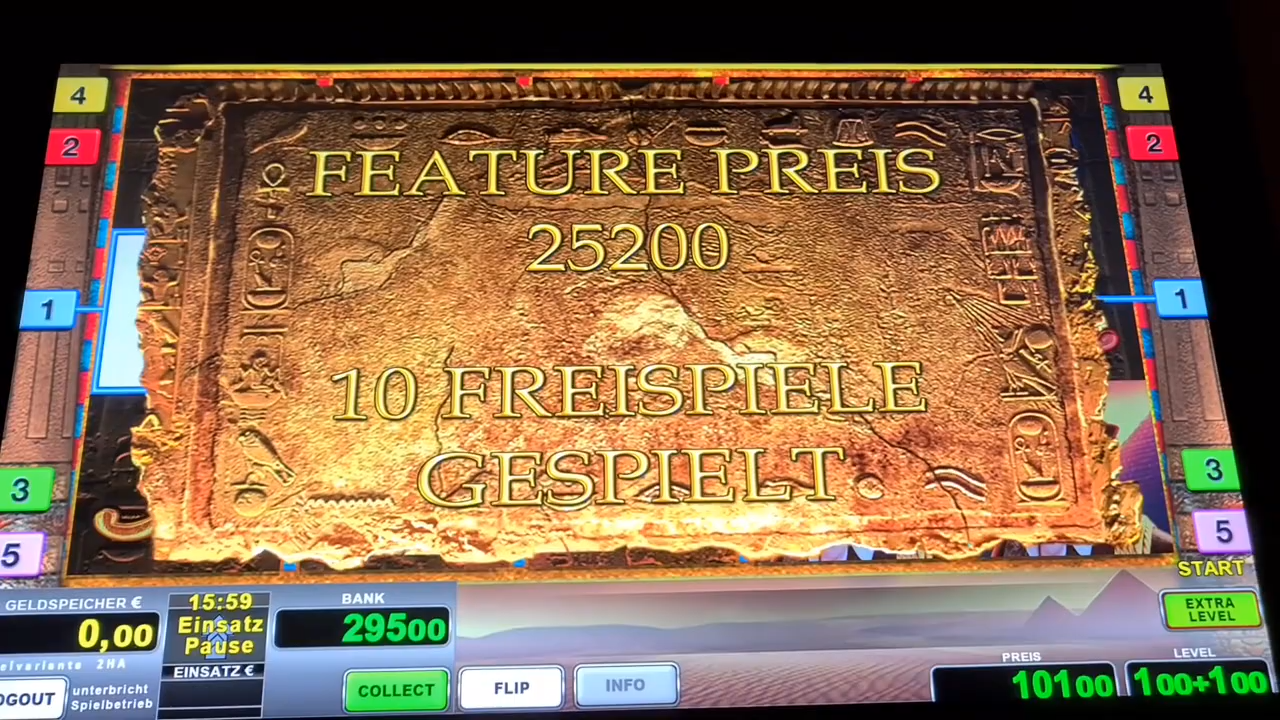 4
4
2
2
FEATURE PREIS
25200
1
1
10 FREISPIELE
GESPIELT
3
3
5
5
START
EXTRA
LEVEL
GELDSPEICHER €
0,00
15:59
Einsatz
Pause
EINSATZ €
BANK
29500
2HA
LOGOUT
unterbricht
Spielbetrieb
COLLECT
FLIP
INFO
PREIS
10100
LEVEL
100+100